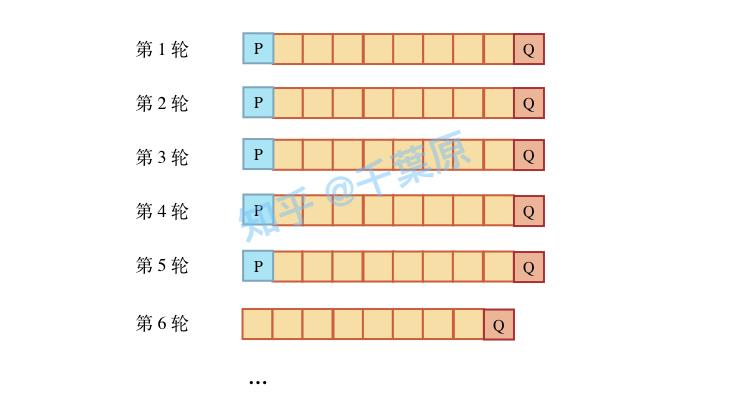 第 1 轮 P Q
第 2 轮 P Q
第 3 轮 P Q
第 4 轮 P Q
第 5 轮 P Q
第 6 轮 Q
...
知乎 @千葉原